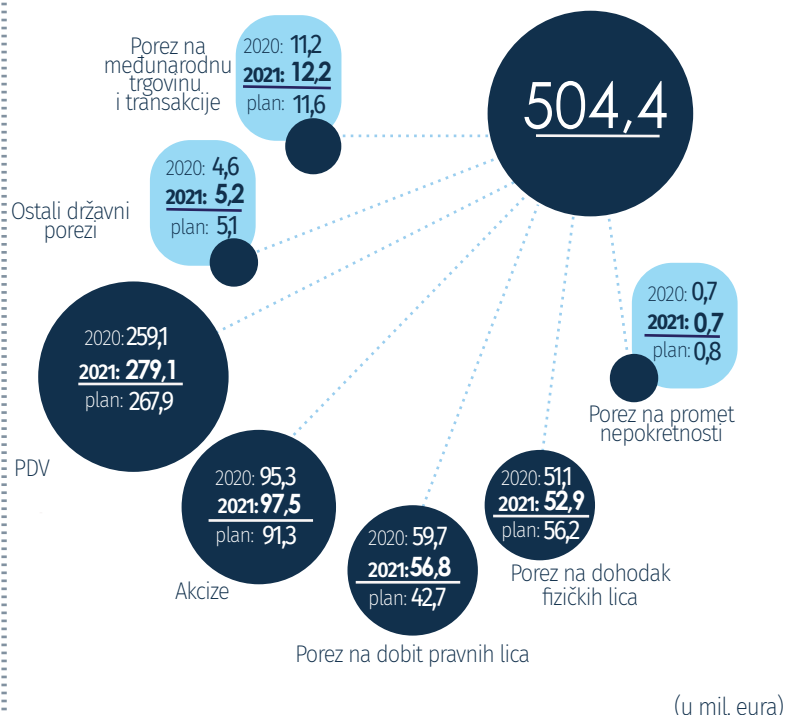 504,4
Porez na
međunarodnu
trgovinu
i transakcije
2020: 11,2
2021: 12,2
plan: 11,6
Ostali državni
porezi
2020: 4,6
2021: 5,2
plan: 5,1
2020: 259,1
2021: 279,1
plan: 267,9
PDV
2020: 95,3
2021: 97,5
plan: 91,3
Akcize
2020: 59,7
2021: 56,8
plan: 42,7
Porez na dobit pravnih lica
2020: 51,1
2021: 52,9
plan: 56,2
Porez na dohodak
fizičkih lica
2020: 0,7
2021: 0,7
plan: 0,8
Porez na promet
nepokretnosti
(u mil. eura)